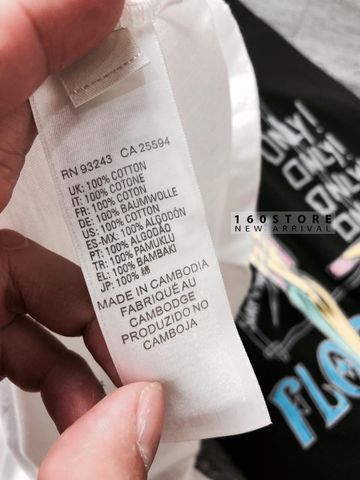 RN 93243 CA 25594
UK: 100% COTTON
IT: 100% COTONE
FR: 100% COTON
DE: 100% BAUMWOLLE
US: 100% COTTON
ES-MX: 100% ALGODÓN
PT: 100% ALGODÃO
TR: 100% PAMUKLU
EL: 100% BAMBAKI
JP: 100% 綿
MADE IN CAMBODIA
FABRIQUÉ AU
CAMBODGE
PRODUZIDO NO
CAMBOJA
160STORE
NEW ARRIVAL
ONLY!
ONLY!